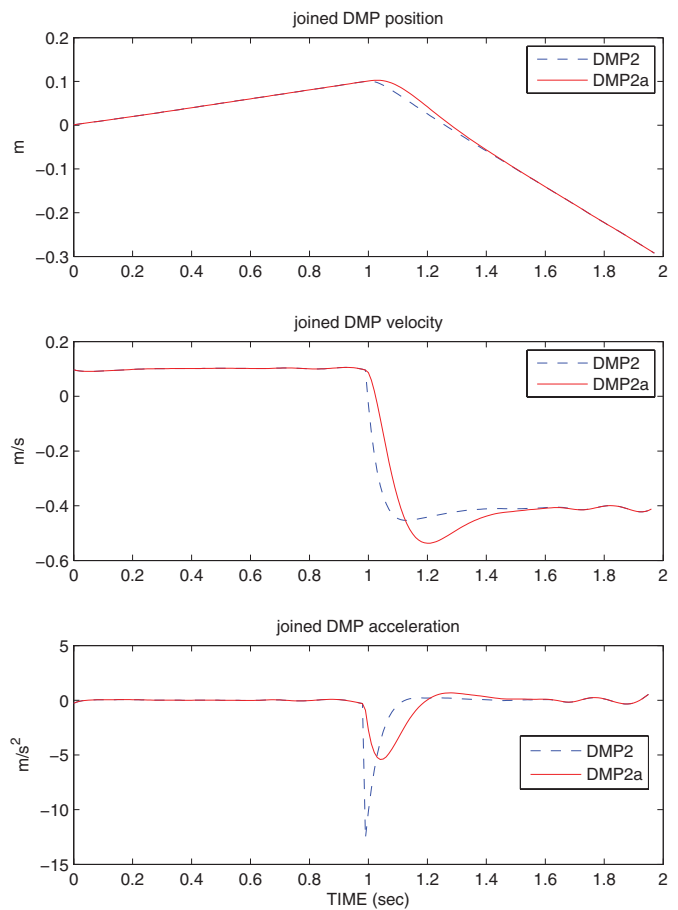 joined DMP position
0.2
0.1
0
−0.1
−0.2
−0.3
m
DMP2
DMP2a
0 0.2 0.4 0.6 0.8 1 1.2 1.4 1.6 1.8 2
joined DMP velocity
0.2
0
−0.2
−0.4
−0.6
m/s
DMP2
DMP2a
0 0.2 0.4 0.6 0.8 1 1.2 1.4 1.6 1.8 2
joined DMP acceleration
5
0
−5
−10
−15
m/s²
DMP2
DMP2a
0 0.2 0.4 0.6 0.8 1 1.2 1.4 1.6 1.8 2
TIME (sec)